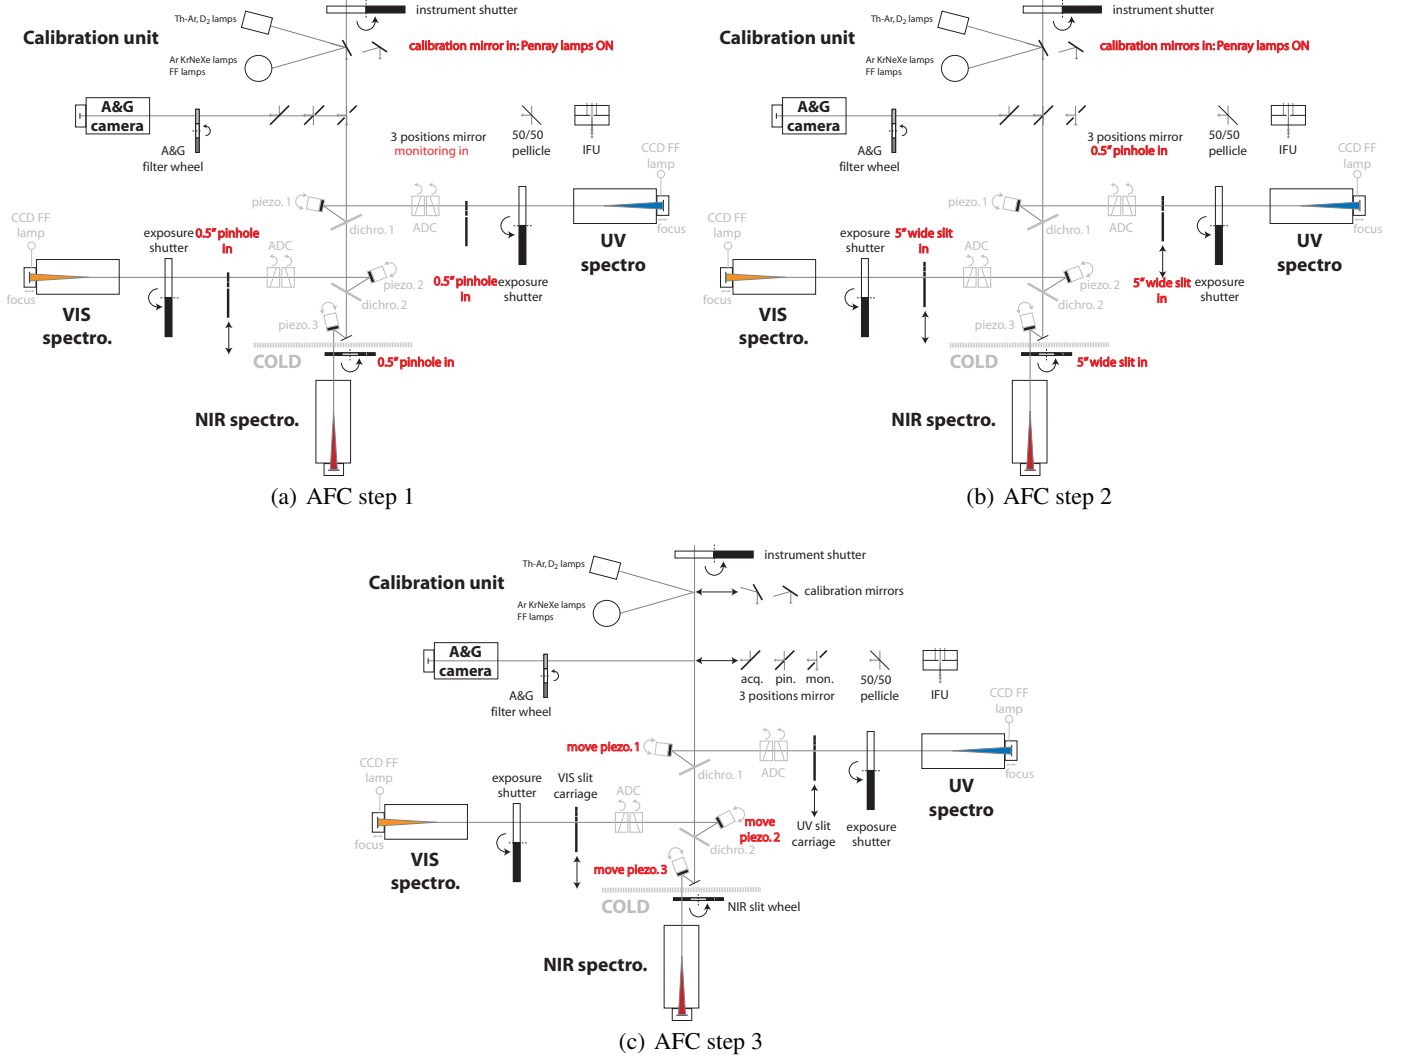 instrument shutter
Th-Ar, D2 lamps
Calibration unit
calibration mirror in: Penray lamps ON
Ar KrNeXe lamps
FF lamps
A&G
camera
A&G
filter wheel
3 positions mirror
monitoring in
50/50
pellicle
IFU
CCD FF
lamp
piezo. 1
dichro. 1
ADC
focus
UV
spectro
CCD FF
lamp
exposure
shutter
0.5" pinhole
in
ADC
piezo. 2
0.5" pinhole
in
exposure
shutter
focus
dichro. 2
VIS
spectro.
piezo. 3
COLD
0.5" pinhole in
NIR spectro.
(a) AFC step 1
instrument shutter
Th-Ar, D2 lamps
Calibration unit
calibration mirrors in: Penray lamps ON
Ar KrNeXe lamps
FF lamps
A&G
camera
A&G
filter wheel
3 positions mirror
0.5" pinhole in
50/50
pellicle
IFU
CCD FF
lamp
piezo. 1
dichro. 1
ADC
focus
UV
spectro
CCD FF
lamp
exposure
shutter
5" wide slit
in
ADC
piezo. 2
5" wide slit
in
exposure
shutter
focus
dichro. 2
VIS
spectro.
piezo. 3
COLD
5" wide slit in
NIR spectro.
(b) AFC step 2
instrument shutter
Th-Ar, D2 lamps
Calibration unit
calibration mirrors
Ar KrNeXe lamps
FF lamps
A&G
camera
A&G
filter wheel
acq. pin. mon.
3 positions mirror
50/50
pellicle
IFU
CCD FF
lamp
move piezo. 1
dichro. 1
ADC
focus
UV
spectro
CCD FF
lamp
exposure
shutter
VIS slit
carriage
ADC
move
piezo. 2
UV slit
carriage
exposure
shutter
focus
dichro. 2
VIS
spectro.
move piezo. 3
COLD
NIR slit wheel
NIR spectro.
(c) AFC step 3